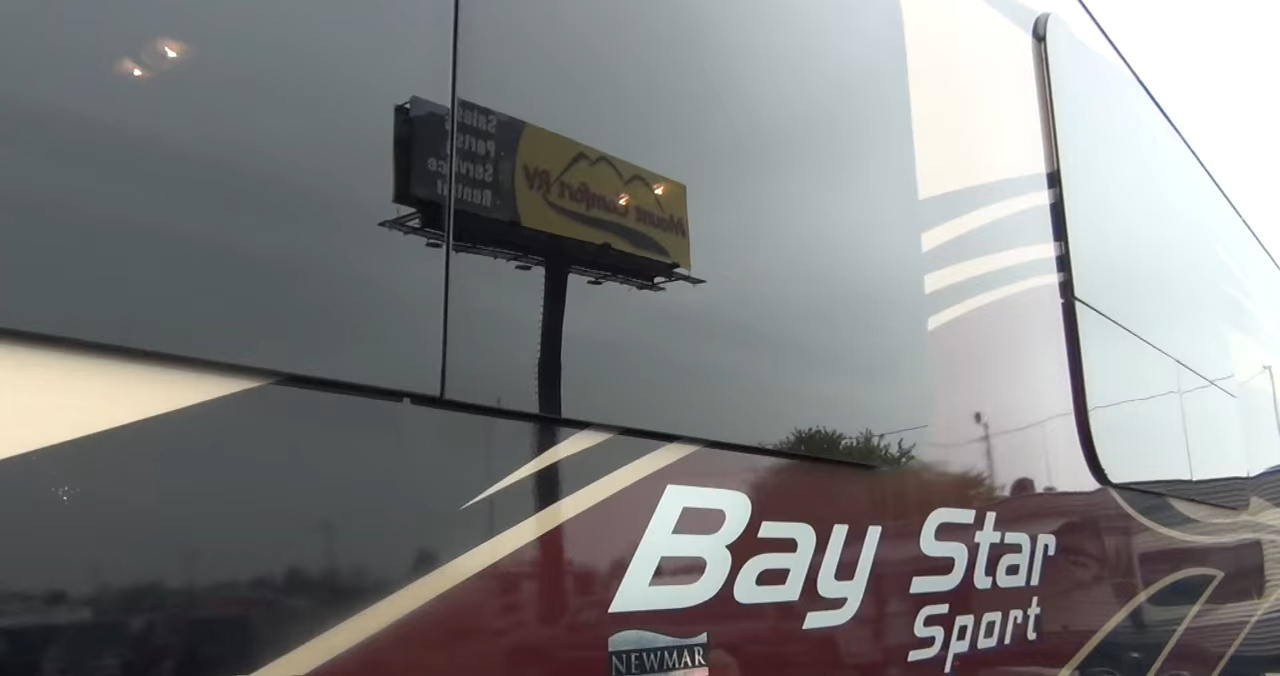 Sales
Parts
Service
Rental
Mount Comfort RV
Bay Star
Sport
NEWMAR